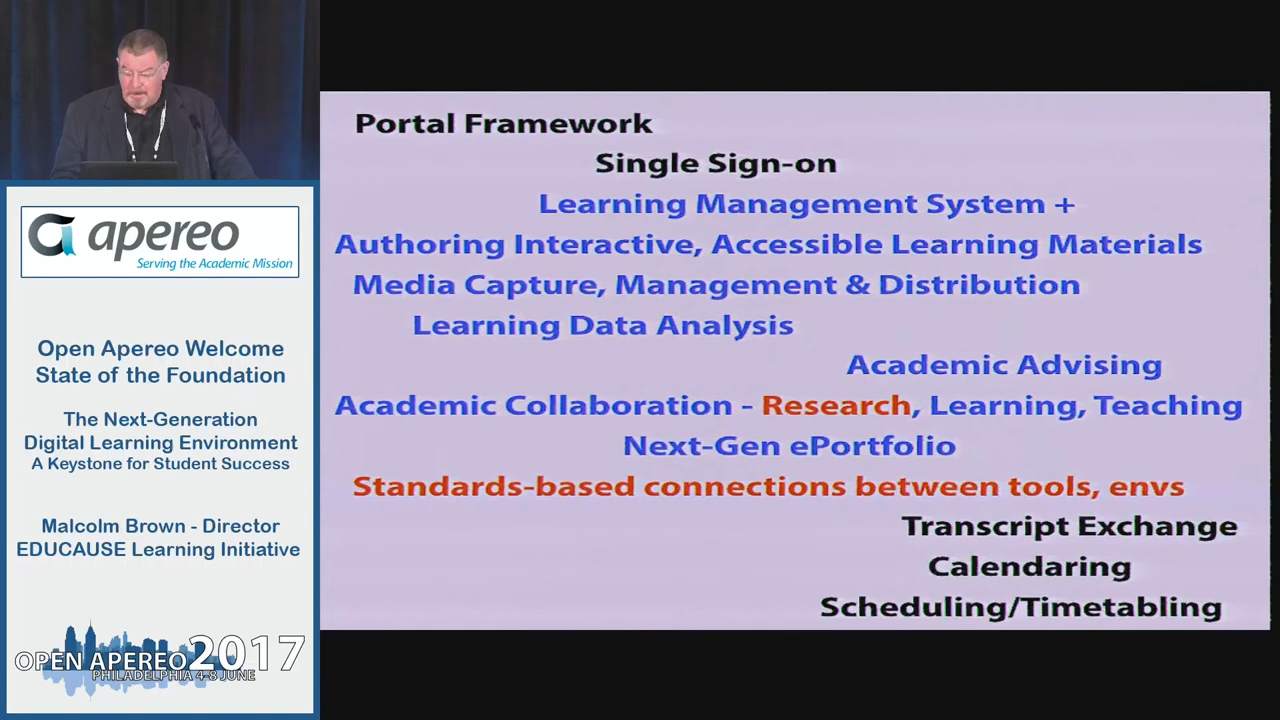 apereo
Serving the Academic Mission
Open Apereo Welcome
State of the Foundation
The Next-Generation
Digital Learning Environment
A Keystone for Student Success
Malcolm Brown - Director
EDUCAUSE Learning Initiative
OPEN APEREO 2017
PHILADELPHIA 4-8 JUNE
Portal Framework
Single Sign-on
Learning Management System +
Authoring Interactive, Accessible Learning Materials
Media Capture, Management & Distribution
Learning Data Analysis
Academic Advising
Academic Collaboration - Research, Learning, Teaching
Next-Gen ePortfolio
Standards-based connections between tools, envs
Transcript Exchange
Calendaring
Scheduling/Timetabling